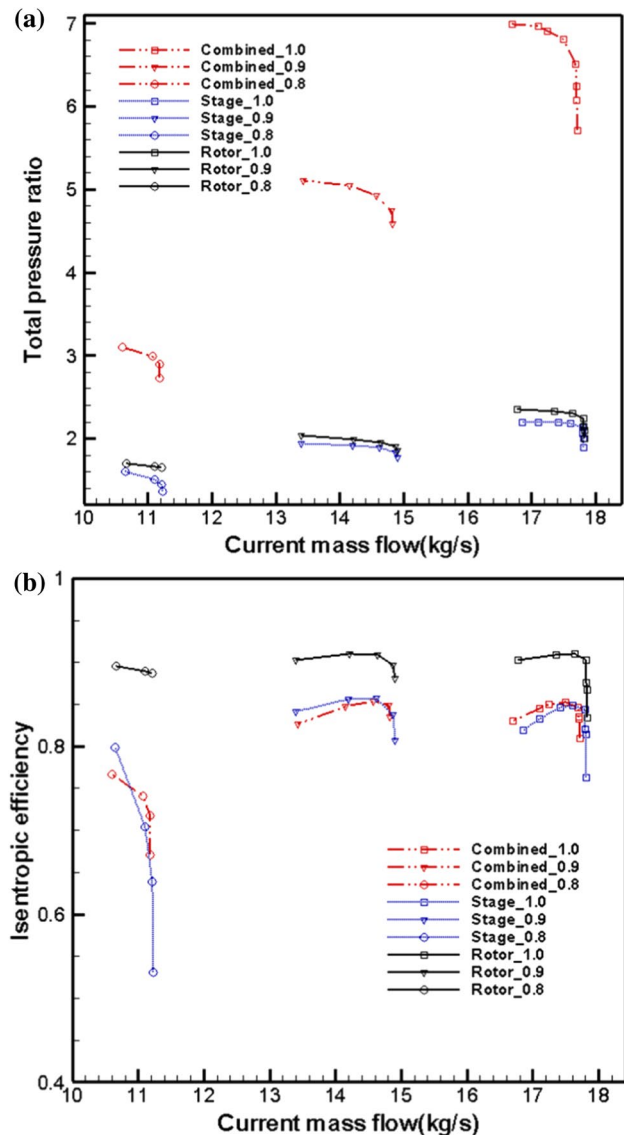 (a)
7
6
5
4
3
2
Total pressure ratio
Combined_1.0
Combined_0.9
Combined_0.8
Stage_1.0
Stage_0.9
Stage_0.8
Rotor_1.0
Rotor_0.9
Rotor_0.8
10 11 12 13 14 15 16 17 18
Current mass flow(kg/s)
(b)
1
0.8
0.6
0.4
Isentropic efficiency
Combined_1.0
Combined_0.9
Combined_0.8
Stage_1.0
Stage_0.9
Stage_0.8
Rotor_1.0
Rotor_0.9
Rotor_0.8
10 11 12 13 14 15 16 17 18
Current mass flow(kg/s)